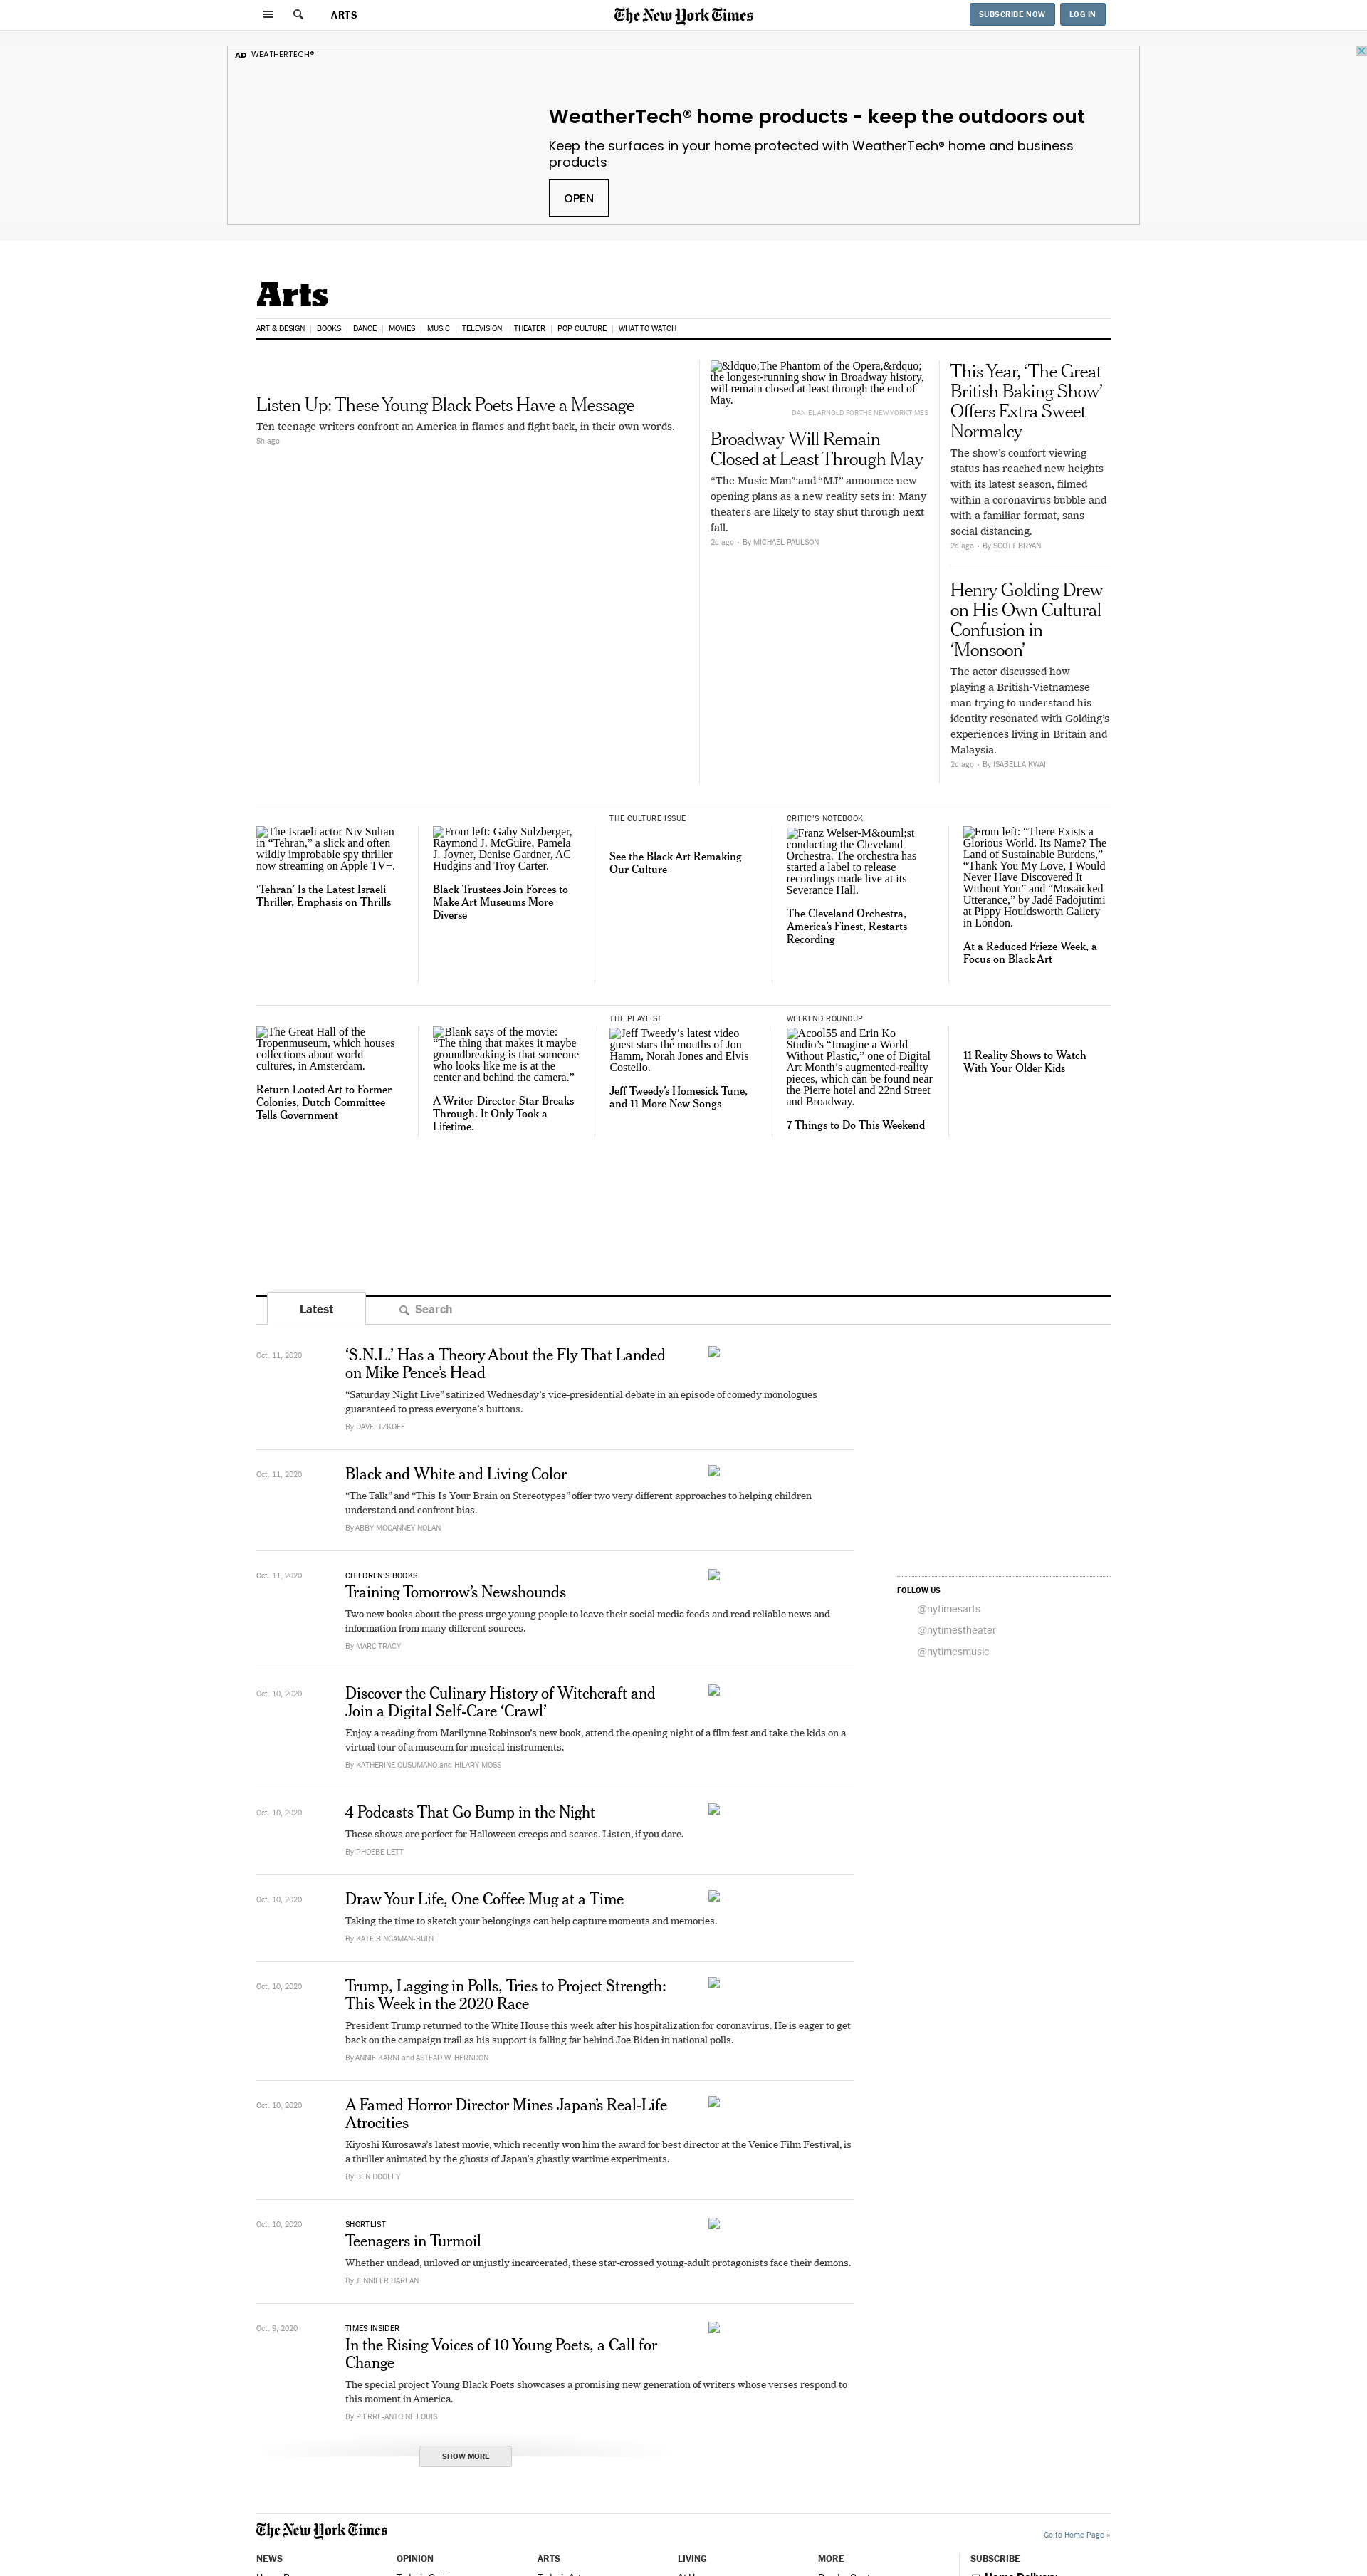 ARTS
The New York Times
SUBSCRIBE NOW
LOG IN
AD WEATHERTECH®
WeatherTech® home products - keep the outdoors out
Keep the surfaces in your home protected with WeatherTech® home and business
products
OPEN
Arts
ART & DESIGN | BOOKS | DANCE | MOVIES | MUSIC | TELEVISION | THEATER | POP CULTURE | WHAT TO WATCH
Listen Up: These Young Black Poets Have a Message
Ten teenage writers confront an America in flames and fight back, in their own words.
5h ago
&ldquo;The Phantom of the Opera,&rdquo;
the longest-running show in Broadway history,
will remain closed at least through the end of
May.
DANIEL ARNOLD FOR THE NEW YORK TIMES
Broadway Will Remain
Closed at Least Through May
“The Music Man” and “MJ” announce new
opening plans as a new reality sets in: Many
theaters are likely to stay shut through next
fall.
2d ago • By MICHAEL PAULSON
This Year, ‘The Great
British Baking Show’
Offers Extra Sweet
Normalcy
The show’s comfort viewing
status has reached new heights
with its latest season, filmed
within a coronavirus bubble and
with a familiar format, sans
social distancing.
2d ago • By SCOTT BRYAN
Henry Golding Drew
on His Own Cultural
Confusion in
‘Monsoon’
The actor discussed how
playing a British-Vietnamese
man trying to understand his
identity resonated with Golding’s
experiences living in Britain and
Malaysia.
2d ago • By ISABELLA KWAI
The Israeli actor Niv Sultan
in “Tehran,” a slick and often
wildly improbable spy thriller
now streaming on Apple TV+.
‘Tehran’ Is the Latest Israeli
Thriller, Emphasis on Thrills
From left: Gaby Sulzberger,
Raymond J. McGuire, Pamela
J. Joyner, Denise Gardner, AC
Hudgins and Troy Carter.
Black Trustees Join Forces to
Make Art Museums More
Diverse
THE CULTURE ISSUE
See the Black Art Remaking
Our Culture
CRITIC’S NOTEBOOK
Franz Welser-M&ouml;st
conducting the Cleveland
Orchestra. The orchestra has
started a label to release
recordings made live at its
Severance Hall.
The Cleveland Orchestra,
America’s Finest, Restarts
Recording
From left: “There Exists a
Glorious World. Its Name? The
Land of Sustainable Burdens,”
“Thank You My Love, I Would
Never Have Discovered It
Without You” and “Mosaicked
Utterance,” by Jadé Fadojutimi
at Pippy Houldsworth Gallery
in London.
At a Reduced Frieze Week, a
Focus on Black Art
The Great Hall of the
Tropenmuseum, which houses
collections about world
cultures, in Amsterdam.
Return Looted Art to Former
Colonies, Dutch Committee
Tells Government
Blank says of the movie:
“The thing that makes it maybe
groundbreaking is that someone
who looks like me is at the
center and behind the camera.”
A Writer-Director-Star Breaks
Through. It Only Took a
Lifetime.
THE PLAYLIST
Jeff Tweedy’s latest video
guest stars the mouths of Jon
Hamm, Norah Jones and Elvis
Costello.
Jeff Tweedy’s Homesick Tune,
and 11 More New Songs
WEEKEND ROUNDUP
Acool55 and Erin Ko
Studio’s “Imagine a World
Without Plastic,” one of Digital
Art Month’s augmented-reality
pieces, which can be found near
the Pierre hotel and 22nd Street
and Broadway.
7 Things to Do This Weekend
11 Reality Shows to Watch
With Your Older Kids
Latest
Search
Oct. 11, 2020
‘S.N.L.’ Has a Theory About the Fly That Landed
on Mike Pence’s Head
“Saturday Night Live” satirized Wednesday’s vice-presidential debate in an episode of comedy monologues
guaranteed to press everyone’s buttons.
By DAVE ITZKOFF
Oct. 11, 2020
Black and White and Living Color
“The Talk” and “This Is Your Brain on Stereotypes” offer two very different approaches to helping children
understand and confront bias.
By ABBY MCGANNEY NOLAN
Oct. 11, 2020
CHILDREN’S BOOKS
Training Tomorrow’s Newshounds
Two new books about the press urge young people to leave their social media feeds and read reliable news and
information from many different sources.
By MARC TRACY
FOLLOW US
@nytimesarts
@nytimestheater
@nytimesmusic
Oct. 10, 2020
Discover the Culinary History of Witchcraft and
Join a Digital Self-Care ‘Crawl’
Enjoy a reading from Marilynne Robinson’s new book, attend the opening night of a film fest and take the kids on a
virtual tour of a museum for musical instruments.
By KATHERINE CUSUMANO and HILARY MOSS
Oct. 10, 2020
4 Podcasts That Go Bump in the Night
These shows are perfect for Halloween creeps and scares. Listen, if you dare.
By PHOEBE LETT
Oct. 10, 2020
Draw Your Life, One Coffee Mug at a Time
Taking the time to sketch your belongings can help capture moments and memories.
By KATE BINGAMAN-BURT
Oct. 10, 2020
Trump, Lagging in Polls, Tries to Project Strength:
This Week in the 2020 Race
President Trump returned to the White House this week after his hospitalization for coronavirus. He is eager to get
back on the campaign trail as his support is falling far behind Joe Biden in national polls.
By ANNIE KARNI and ASTEAD W. HERNDON
Oct. 10, 2020
A Famed Horror Director Mines Japan’s Real-Life
Atrocities
Kiyoshi Kurosawa’s latest movie, which recently won him the award for best director at the Venice Film Festival, is
a thriller animated by the ghosts of Japan’s ghastly wartime experiments.
By BEN DOOLEY
Oct. 10, 2020
SHORTLIST
Teenagers in Turmoil
Whether undead, unloved or unjustly incarcerated, these star-crossed young-adult protagonists face their demons.
By JENNIFER HARLAN
Oct. 9, 2020
TIMES INSIDER
In the Rising Voices of 10 Young Poets, a Call for
Change
The special project Young Black Poets showcases a promising new generation of writers whose verses respond to
this moment in America.
By PIERRE-ANTOINE LOUIS
SHOW MORE
The New York Times
Go to Home Page »
NEWS
OPINION
ARTS
LIVING
MORE
SUBSCRIBE